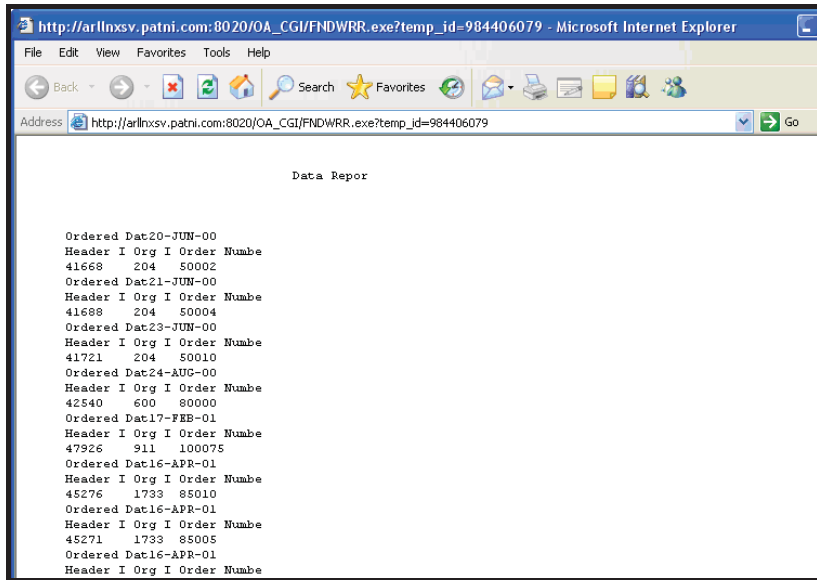 http://arllnxsv.patni.com:8020/OA_CGI/FNDWRR.exe?temp_id=984406079 - Microsoft Internet Explorer
File Edit View Favorites Tools Help
Back Search Favorites
Address http://arllnxsv.patni.com:8020/OA_CGI/FNDWRR.exe?temp_id=984406079 Go
Data Repor
Ordered Dat20-JUN-00
Header I Org I Order Numbe
41668 204 50002
Ordered Dat21-JUN-00
Header I Org I Order Numbe
41688 204 50004
Ordered Dat23-JUN-00
Header I Org I Order Numbe
41721 204 50010
Ordered Dat24-AUG-00
Header I Org I Order Numbe
42540 600 80000
Ordered Dat17-FEB-01
Header I Org I Order Numbe
47926 911 100075
Ordered Dat16-APR-01
Header I Org I Order Numbe
45276 1733 85010
Ordered Dat16-APR-01
Header I Org I Order Numbe
45271 1733 85005
Ordered Dat16-APR-01
Header I Org I Order Numbe